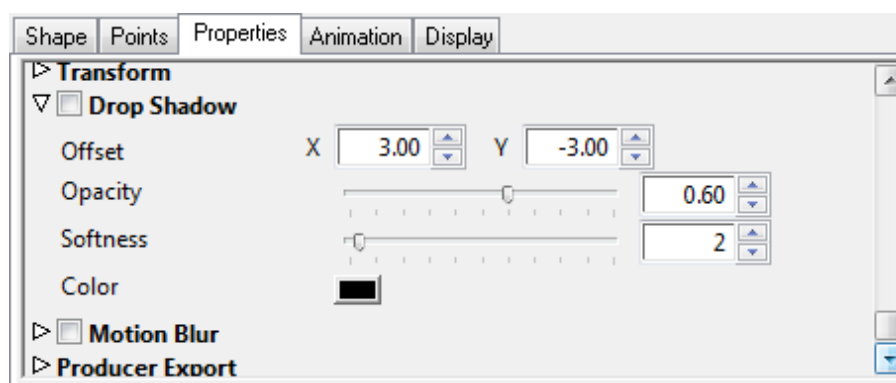 Shape Points Properties Animation Display
Transform
Drop Shadow
Offset X 3.00 Y -3.00
Opacity 0.60
Softness 2
Color
Motion Blur
Producer Export